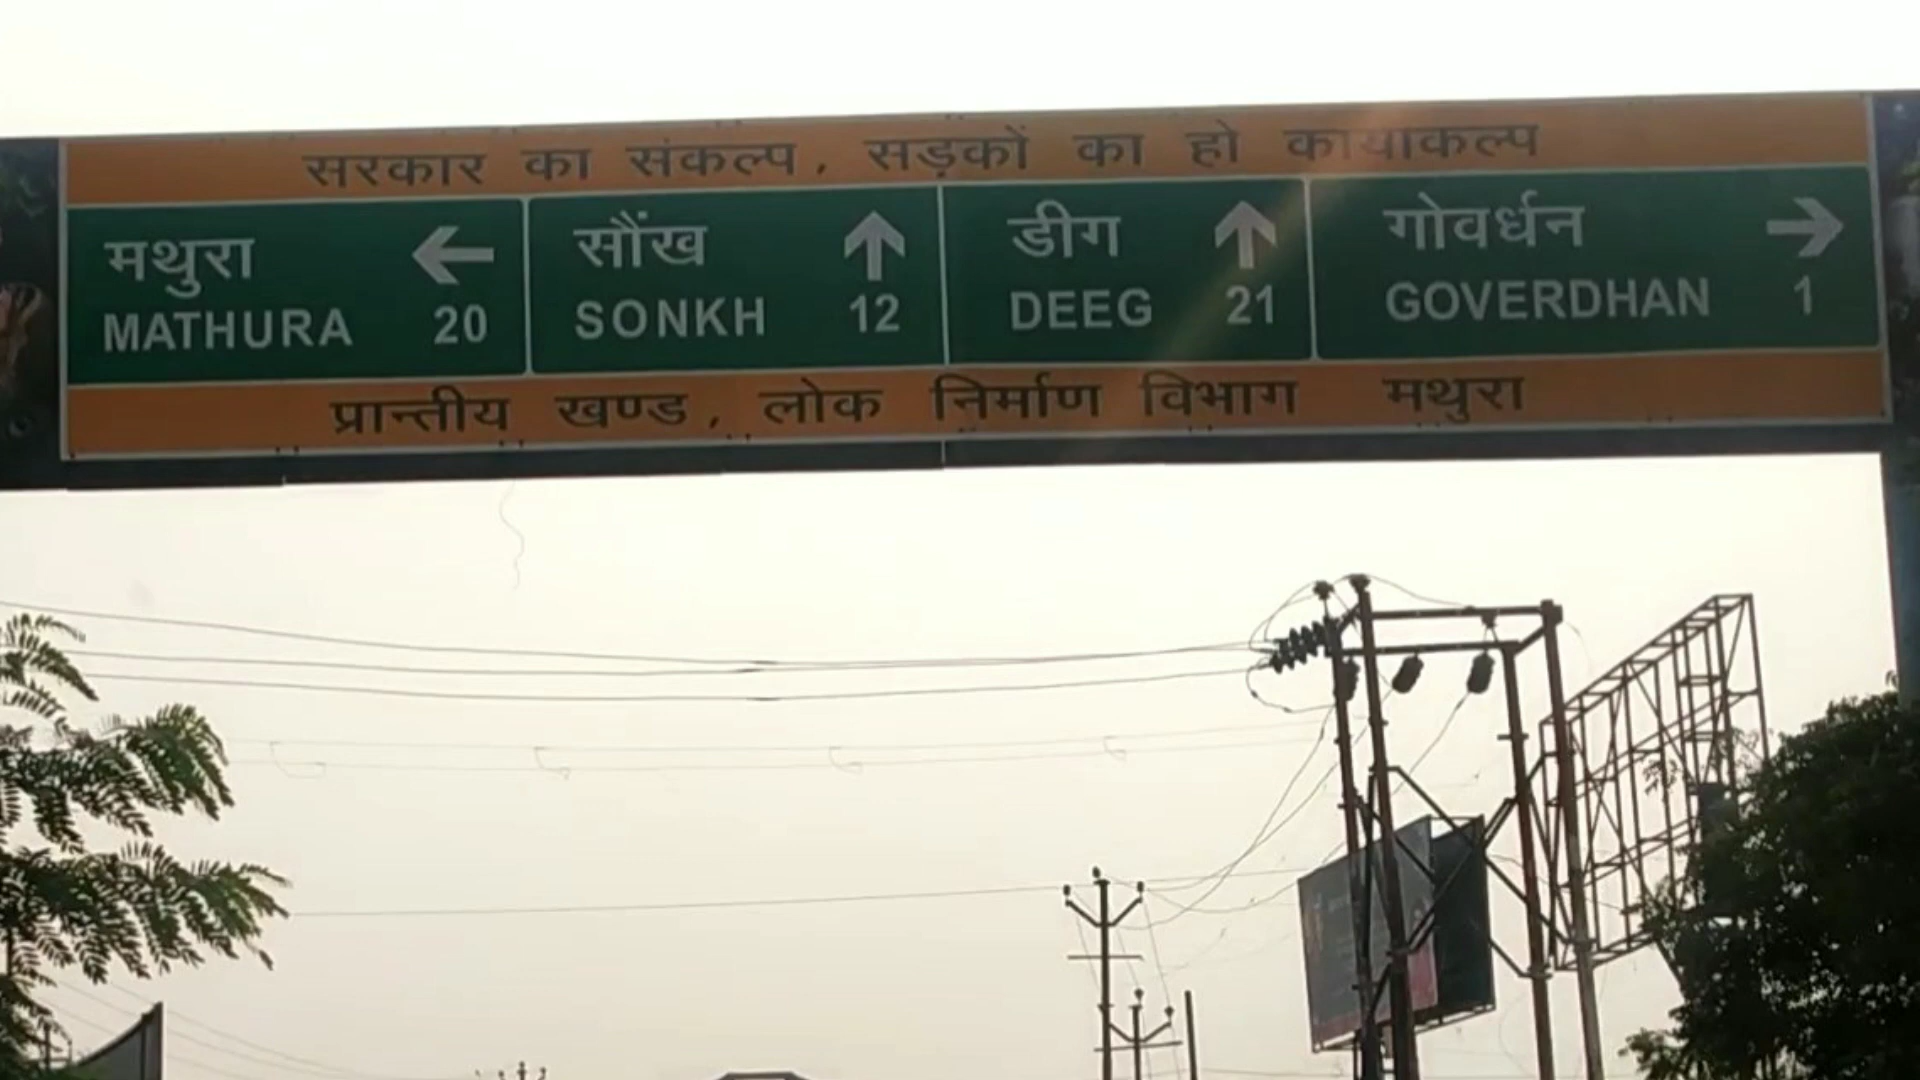 सरकार का संकल्प, सड़कों का हो कायाकल्प
मथुरा
MATHURA 20
सौंख
SONKH 12
डीग
DEEG 21
गोवर्धन
GOVERDHAN 1
प्रान्तीय खण्ड, लोक निर्माण विभाग मथुरा